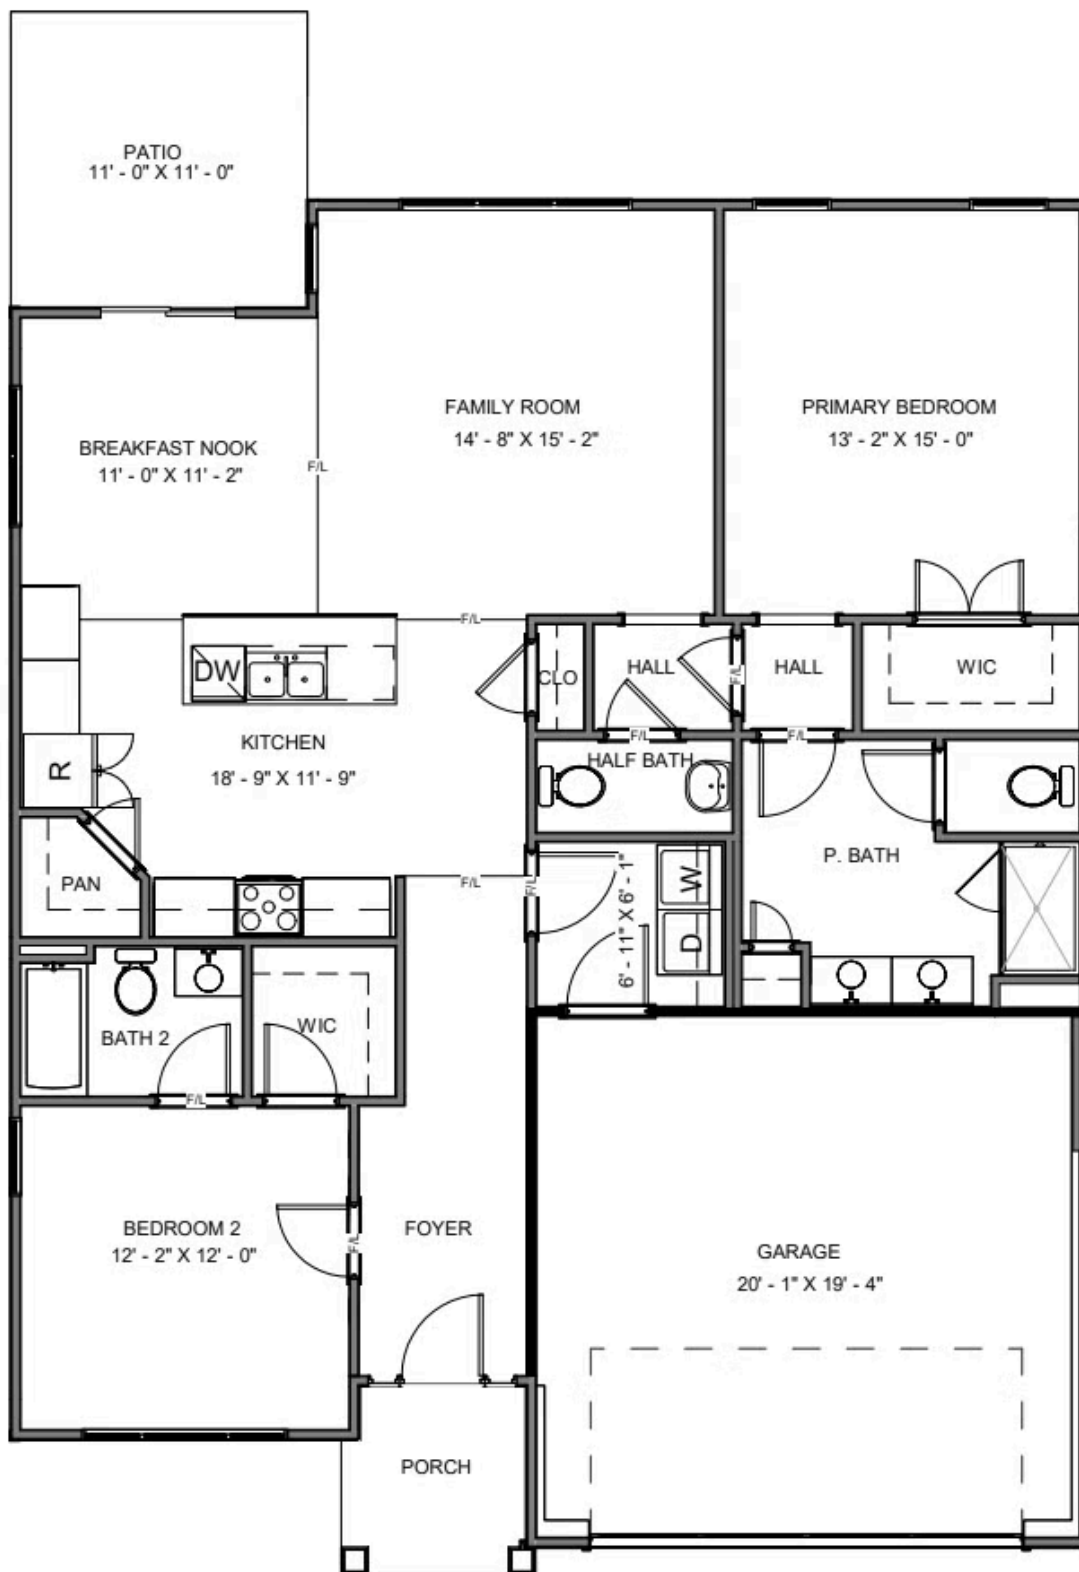 PATIO
11' - 0" X 11' - 0"
FAMILY ROOM
14' - 8" X 15' - 2"
PRIMARY BEDROOM
13' - 2" X 15' - 0"
BREAKFAST NOOK
11' - 0" X 11' - 2"
F/L
F/L
DW
CLO
HALL
F/L
HALL
WIC
KITCHEN
18' - 9" X 11' - 9"
R
F/L
HALF BATH
F/L
PAN
F/L
F/L
6' - 11" X 6' - 1"
W
D
P. BATH
BATH 2
WIC
F/L
BEDROOM 2
12' - 2" X 12' - 0"
F/L
FOYER
GARAGE
20' - 1" X 19' - 4"
PORCH